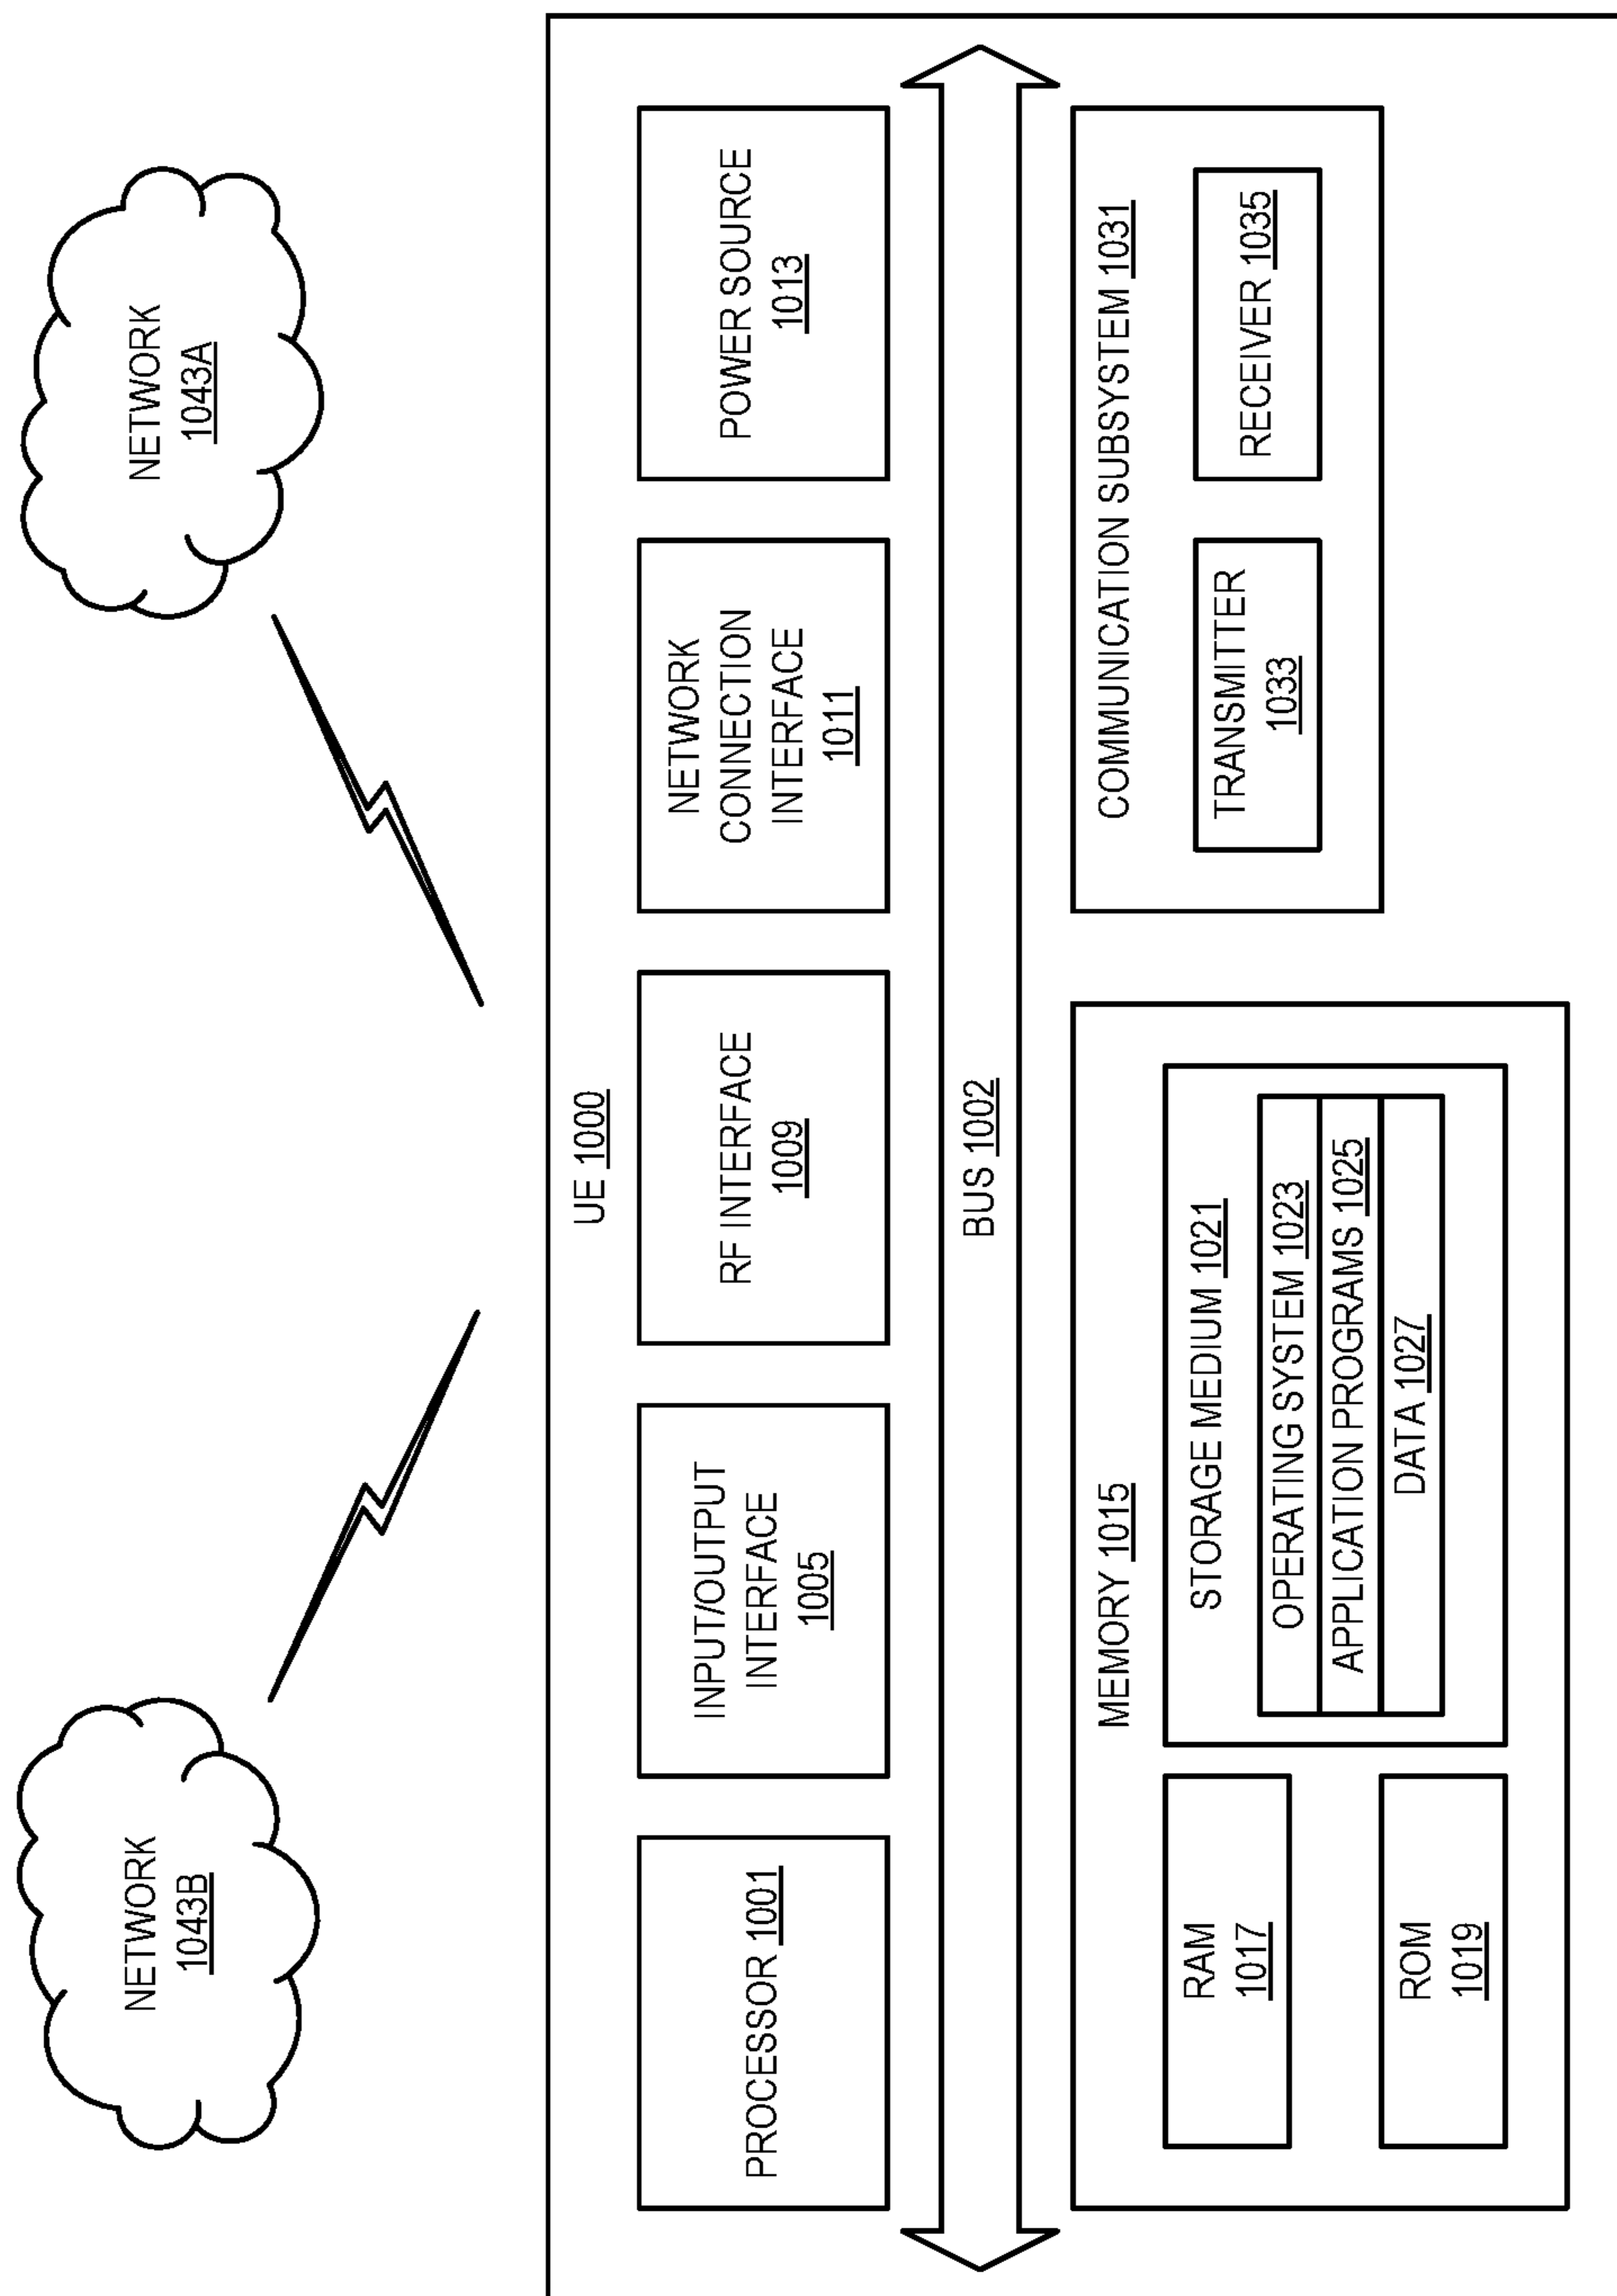 NETWORK
1043B
NETWORK
1043A
UE 1000
PROCESSOR 1001
INPUT/OUTPUT
INTERFACE
1005
RF INTERFACE
1009
NETWORK
CONNECTION
INTERFACE
1011
POWER SOURCE
1013
BUS 1002
MEMORY 1015
RAM
1017
ROM
1019
STORAGE MEDIUM 1021
OPERATING SYSTEM 1023
APPLICATION PROGRAMS 1025
DATA 1027
COMMUNICATION SUBSYSTEM 1031
TRANSMITTER
1033
RECEIVER 1035